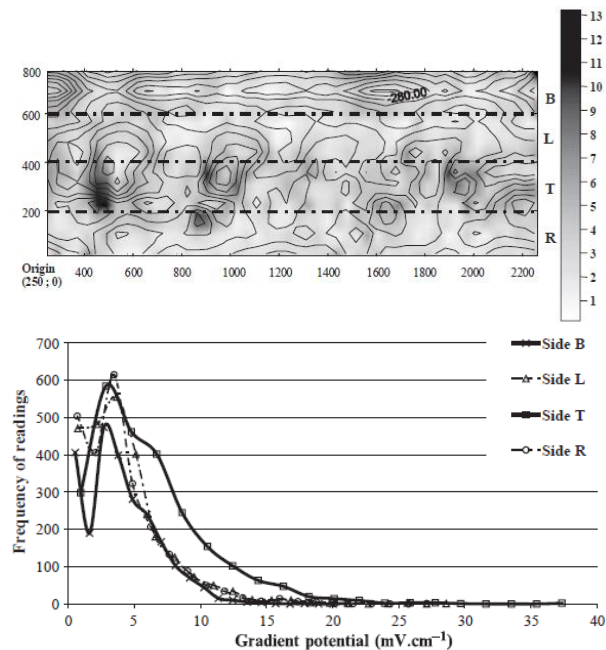 800
600
400
200
-280.00
B
L
T
R
Origin
(250 ; 0)
400 600 800 1000 1200 1400 1600 1800 2000 2200
13
12
11
10
9
8
7
6
5
4
3
2
1
700
600
500
400
300
200
100
0
0 5 10 15 20 25 30 35 40
Frequency of readings
Gradient potential (mV.cm⁻¹)
Side B
Side L
Side T
Side R